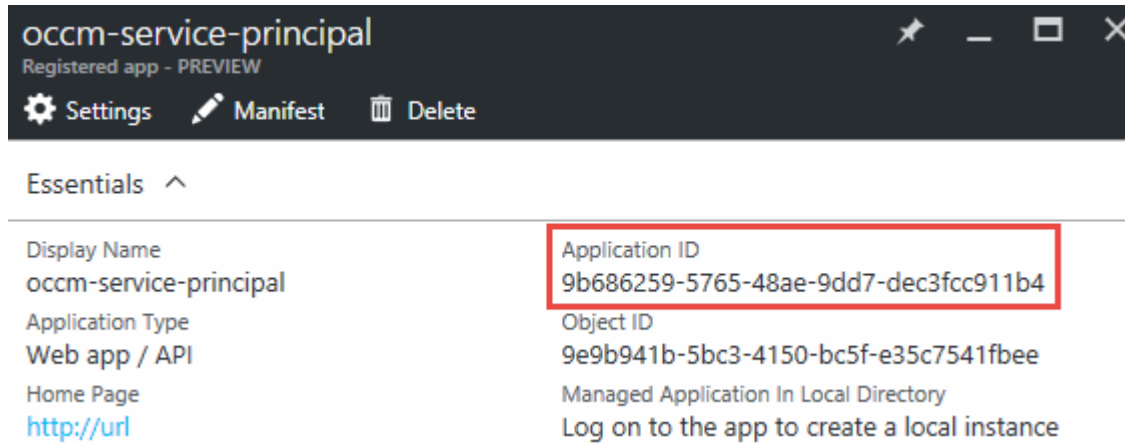 occm-service-principal
Registered app - PREVIEW
Settings Manifest Delete
Essentials
Display Name
occm-service-principal
Application ID
9b686259-5765-48ae-9dd7-dec3fcc911b4
Application Type
Web app / API
Object ID
9e9b941b-5bc3-4150-bc5f-e35c7541fbee
Home Page
http://url
Managed Application In Local Directory
Log on to the app to create a local instance